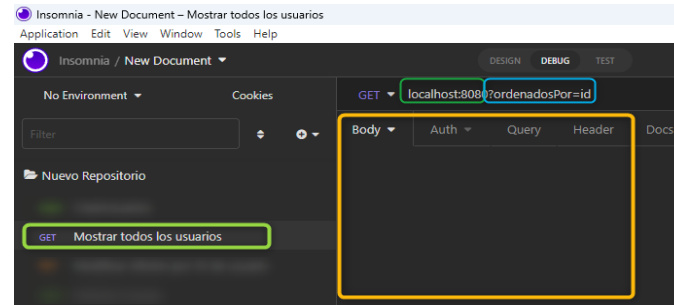 Insomnia - New Document – Mostrar todos los usuarios
Application Edit View Window Tools Help
Insomnia / New Document
DESIGN DEBUG TEST
No Environment Cookies
GET localhost:8080?ordenadosPor=id
Filter
Body Auth Query Header Docs
Nuevo Repositorio
GET Mostrar todos los usuarios